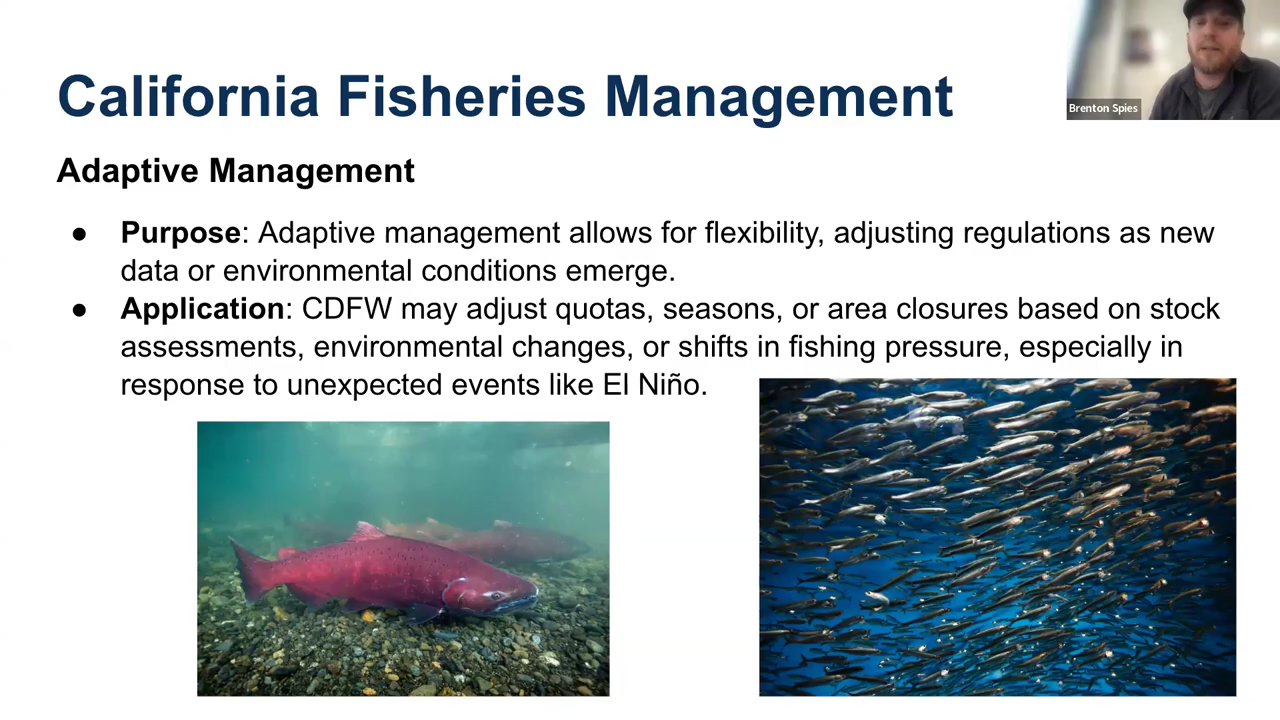 California Fisheries Management
Brenton Spies
Adaptive Management
● Purpose: Adaptive management allows for flexibility, adjusting regulations as new
data or environmental conditions emerge.
● Application: CDFW may adjust quotas, seasons, or area closures based on stock
assessments, environmental changes, or shifts in fishing pressure, especially in
response to unexpected events like El Niño.